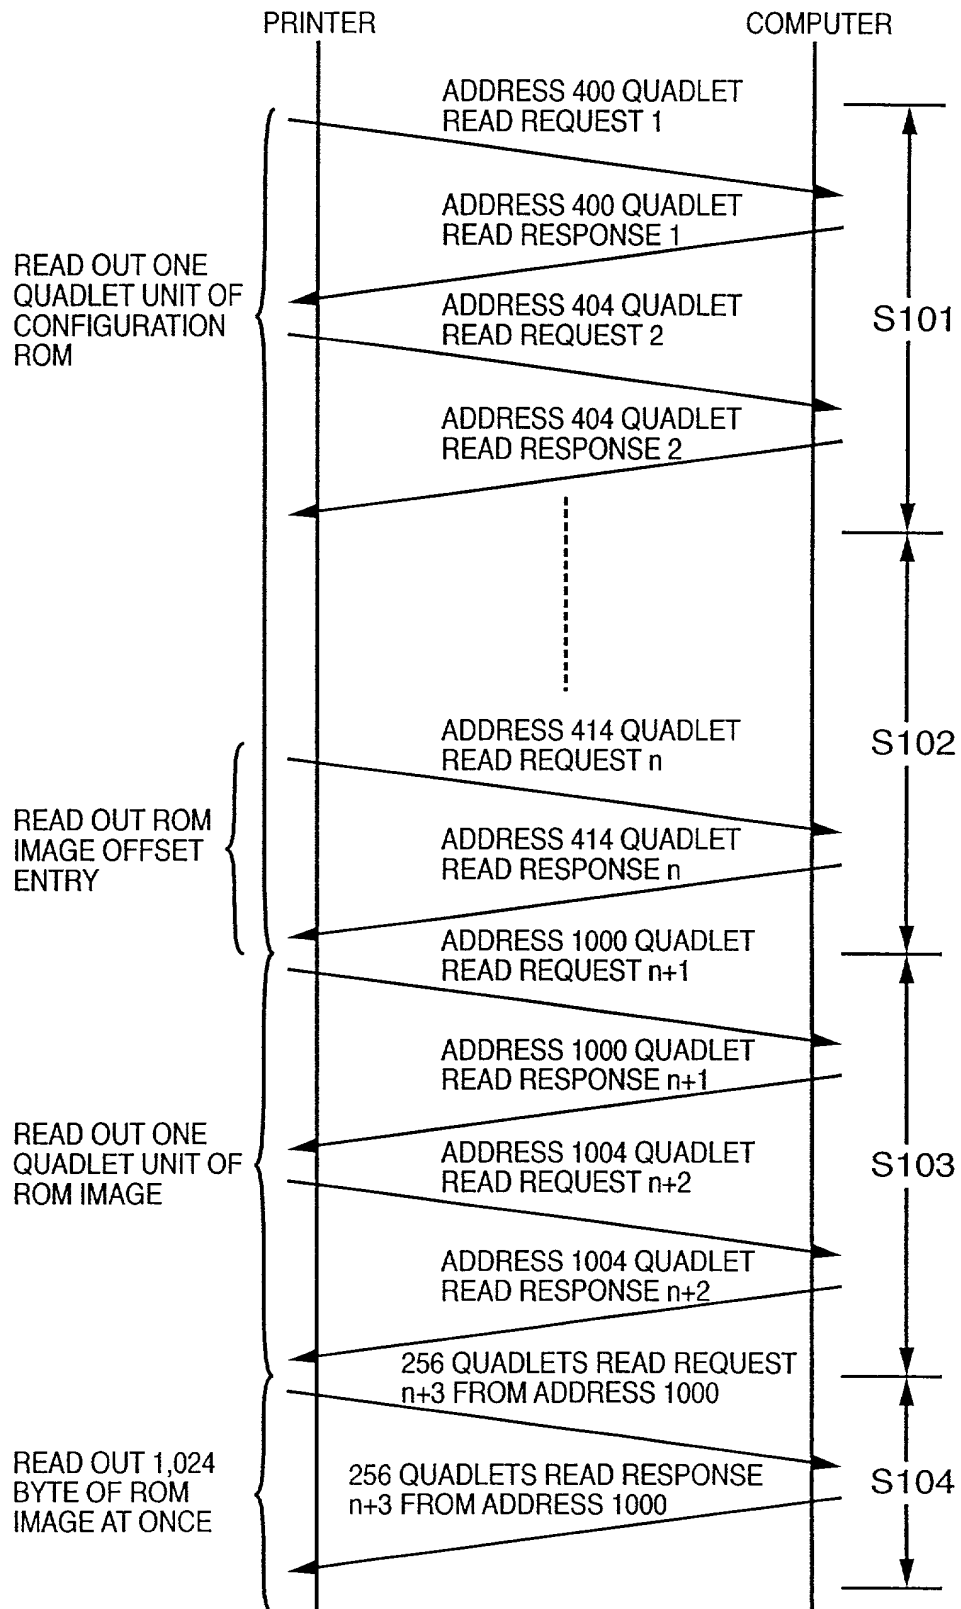 PRINTER
COMPUTER
ADDRESS 400 QUADLET
READ REQUEST 1
ADDRESS 400 QUADLET
READ RESPONSE 1
READ OUT ONE
QUADLET UNIT OF
CONFIGURATION
ROM
ADDRESS 404 QUADLET
READ REQUEST 2
S101
ADDRESS 404 QUADLET
READ RESPONSE 2
ADDRESS 414 QUADLET
READ REQUEST n
S102
READ OUT ROM
IMAGE OFFSET
ENTRY
ADDRESS 414 QUADLET
READ RESPONSE n
ADDRESS 1000 QUADLET
READ REQUEST n+1
ADDRESS 1000 QUADLET
READ RESPONSE n+1
READ OUT ONE
QUADLET UNIT OF
ROM IMAGE
ADDRESS 1004 QUADLET
READ REQUEST n+2
S103
ADDRESS 1004 QUADLET
READ RESPONSE n+2
256 QUADLETS READ REQUEST
n+3 FROM ADDRESS 1000
READ OUT 1,024
BYTE OF ROM
IMAGE AT ONCE
256 QUADLETS READ RESPONSE
n+3 FROM ADDRESS 1000
S104